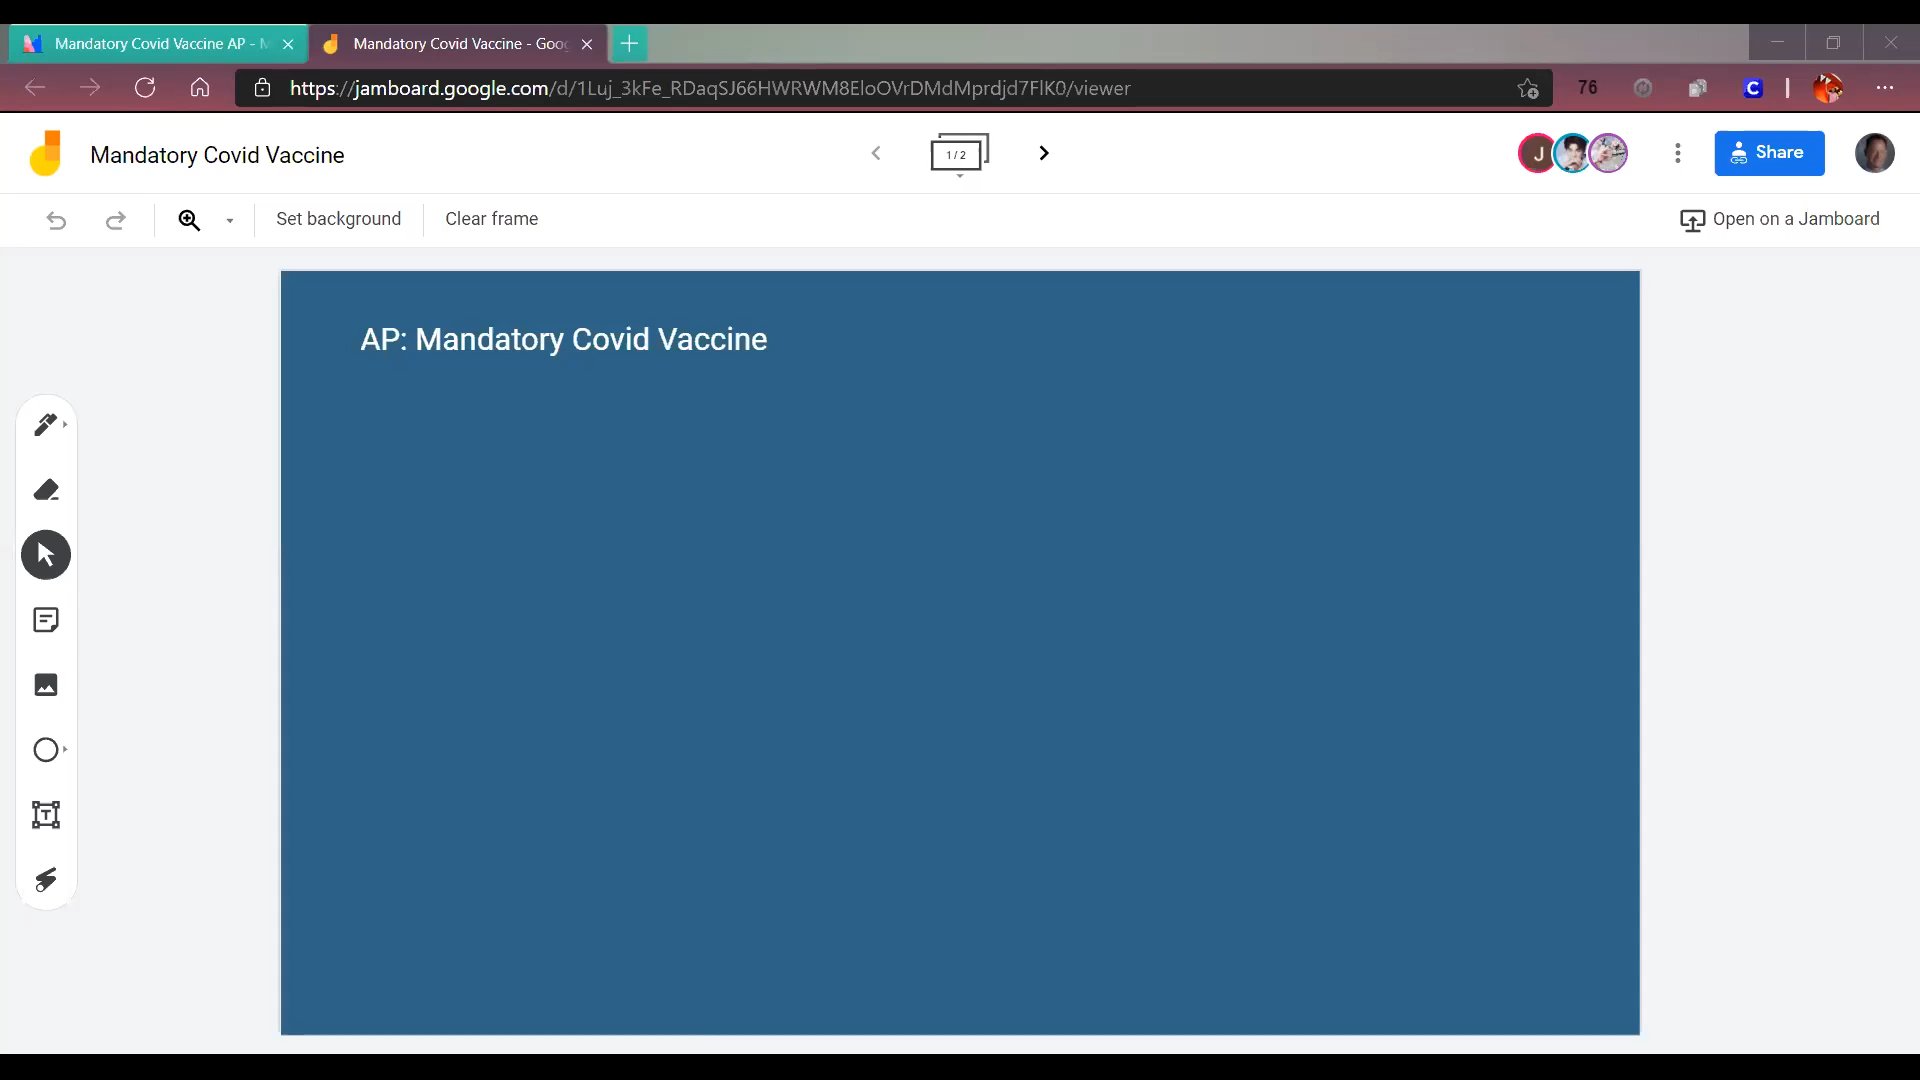 Mandatory Covid Vaccine AP - M
Mandatory Covid Vaccine - Goog
https://jamboard.google.com/d/1Luj_3kFe_RDaqSJ66HWRWM8EloOVrDMdMprdjd7FlK0/viewer
76
C
Mandatory Covid Vaccine
1 / 2
J
Share
Set background
Clear frame
Open on a Jamboard
AP: Mandatory Covid Vaccine